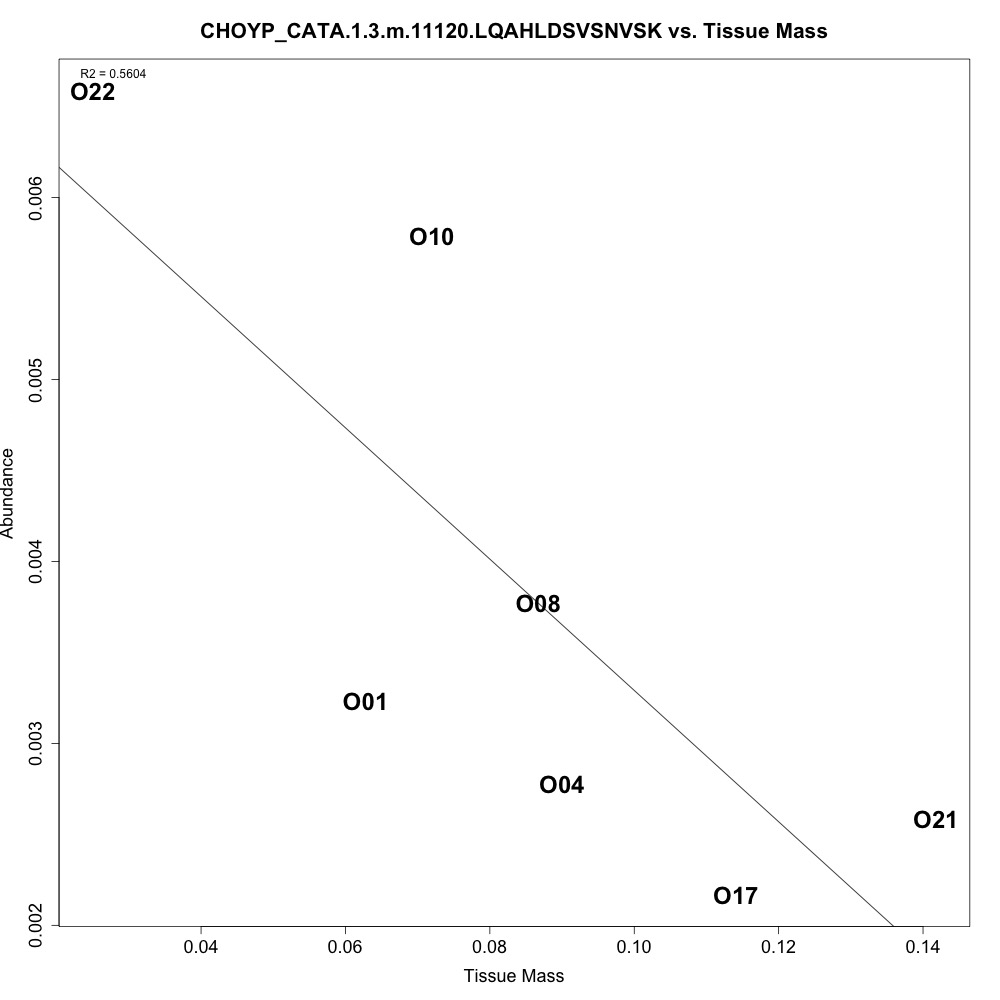 CHOYP_CATA.1.3.m.11120.LQAHLDSVSNVSK vs. Tissue Mass
R2 = 0.5604
O22
0.006
O10
0.005
Abundance
0.004
O08
O01
0.003
O04
O21
O17
0.002
0.04 0.06 0.08 0.10 0.12 0.14
Tissue Mass